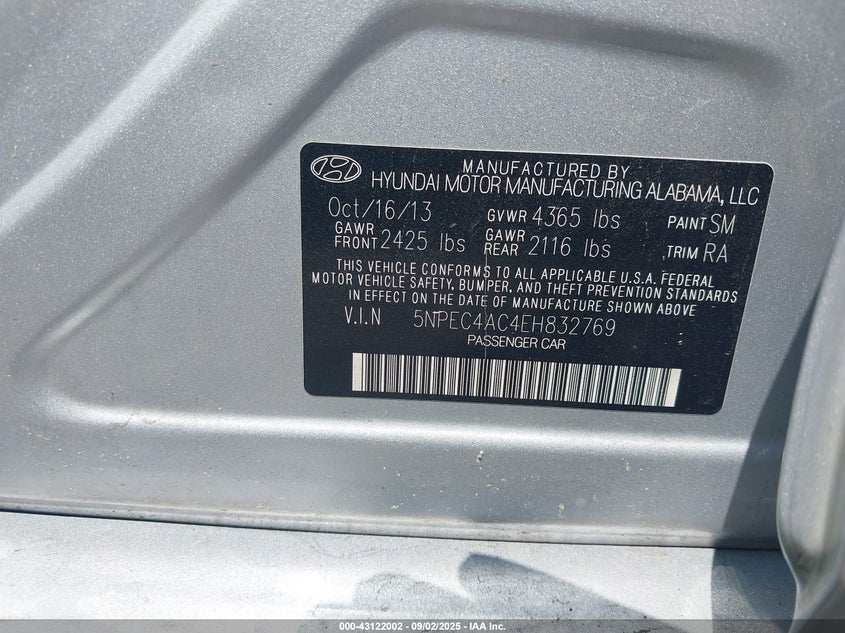 MANUFACTURED BY
HYUNDAI MOTOR MANUFACTURING ALABAMA, LLC
Oct/16/13 GVWR 4365 lbs PAINT SM
GAWR FRONT 2425 lbs GAWR REAR 2116 lbs TRIM RA
THIS VEHICLE CONFORMS TO ALL APPLICABLE U.S.A. FEDERAL
MOTOR VEHICLE SAFETY, BUMPER, AND THEFT PREVENTION STANDARDS
IN EFFECT ON THE DATE OF MANUFACTURE SHOWN ABOVE
V.I.N 5NPEC4AC4EH832769
PASSENGER CAR
000-43122002 - 09/02/2025 - IAA Inc.